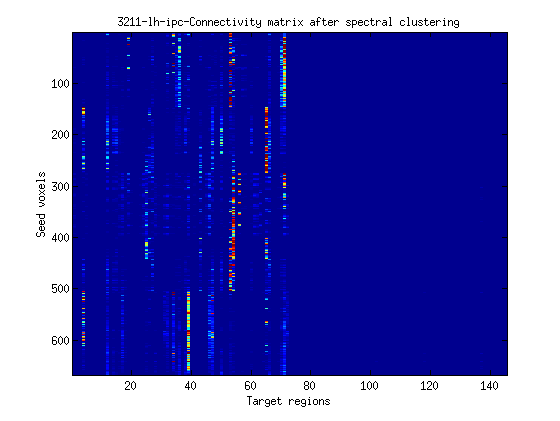 3211-lh-ipc-Connectivity matrix after spectral clustering
100
200
300
400
500
600
Seed voxels
20 40 60 80 100 120 140
Target regions